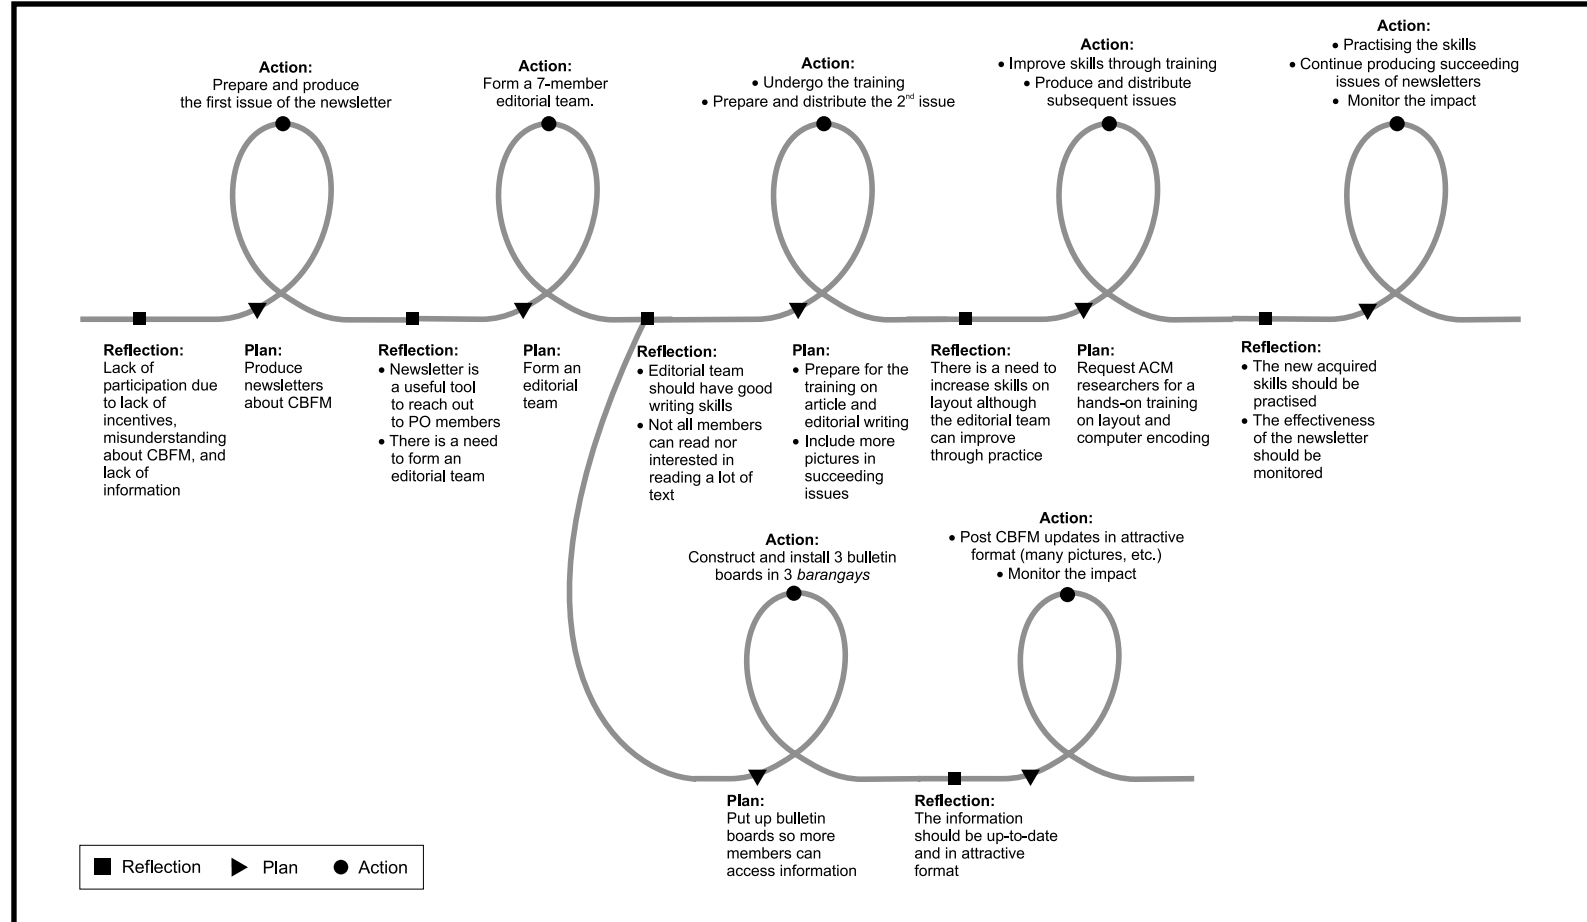 Action:
Prepare and produce
the first issue of the newsletter
Action:
Form a 7-member
editorial team.
Action:
• Undergo the training
• Prepare and distribute the 2nd issue
Action:
• Improve skills through training
• Produce and distribute
subsequent issues
Action:
• Practising the skills
• Continue producing succeeding
issues of newsletters
• Monitor the impact
Reflection:
Lack of
participation due
to lack of
incentives,
misunderstanding
about CBFM, and
lack of
information
Plan:
Produce
newsletters
about CBFM
Reflection:
• Newsletter is
a useful tool
to reach out
to PO members
• There is a need
to form an
editorial team
Plan:
Form an
editorial
team
Reflection:
• Editorial team
should have good
writing skills
• Not all members
can read nor
interested in
reading a lot of
text
Plan:
• Prepare for the
training on
article and
editorial writing
• Include more
pictures in
succeeding
issues
Reflection:
There is a need to
increase skills on
layout although
the editorial team
can improve
through practice
Plan:
Request ACM
researchers for a
hands-on training
on layout and
computer encoding
Reflection:
• The new acquired
skills should be
practised
• The effectiveness
of the newsletter
should be
monitored
Action:
Construct and install 3 bulletin
boards in 3 barangays
Action:
• Post CBFM updates in attractive
format (many pictures, etc.)
• Monitor the impact
Plan:
Put up bulletin
boards so more
members can
access information
Reflection:
The information
should be up-to-date
and in attractive
format
Reflection
Plan
Action